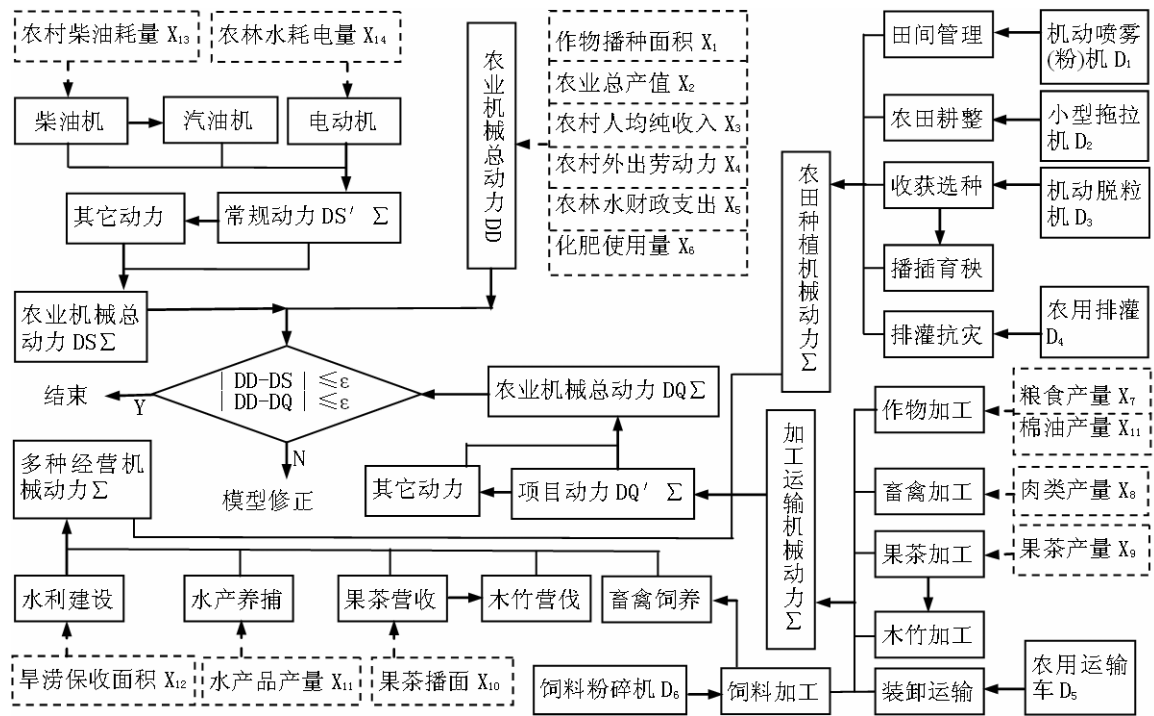 农村柴油耗量 X₁₃
农林水耗电量 X₁₄
柴油机
汽油机
电动机
其它动力
常规动力 DS′ Σ
农业机械总
动力 DSΣ
农业机械总动力 DD
作物播种面积 X₁
农业总产值 X₂
农村人均纯收入 X₃
农村外出劳动力 X₄
农林水财政支出 X₅
化肥使用量 X₆
农田种植机械动力Σ
田间管理
机动喷雾
(粉)机 D₁
农田耕整
小型拖拉
机 D₂
收获选种
机动脱粒
机 D₃
播插育秧
排灌抗灾
农用排灌
D₄
结束
Y
| DD-DS | ≤ε
| DD-DQ | ≤ε
N
模型修正
农业机械总动力 DQΣ
其它动力
项目动力 DQ′ Σ
加工运输机械动力Σ
作物加工
粮食产量 X₇
棉油产量 X₁₁
畜禽加工
肉类产量 X₈
果茶加工
果茶产量 X₉
木竹加工
装卸运输
农用运输
车 D₅
多种经营机
械动力Σ
水利建设
水产养捕
果茶营收
木竹营伐
畜禽饲养
旱涝保收面积 X₁₂
水产品产量 X₁₁
果茶播面 X₁₀
饲料粉碎机 D₆
饲料加工